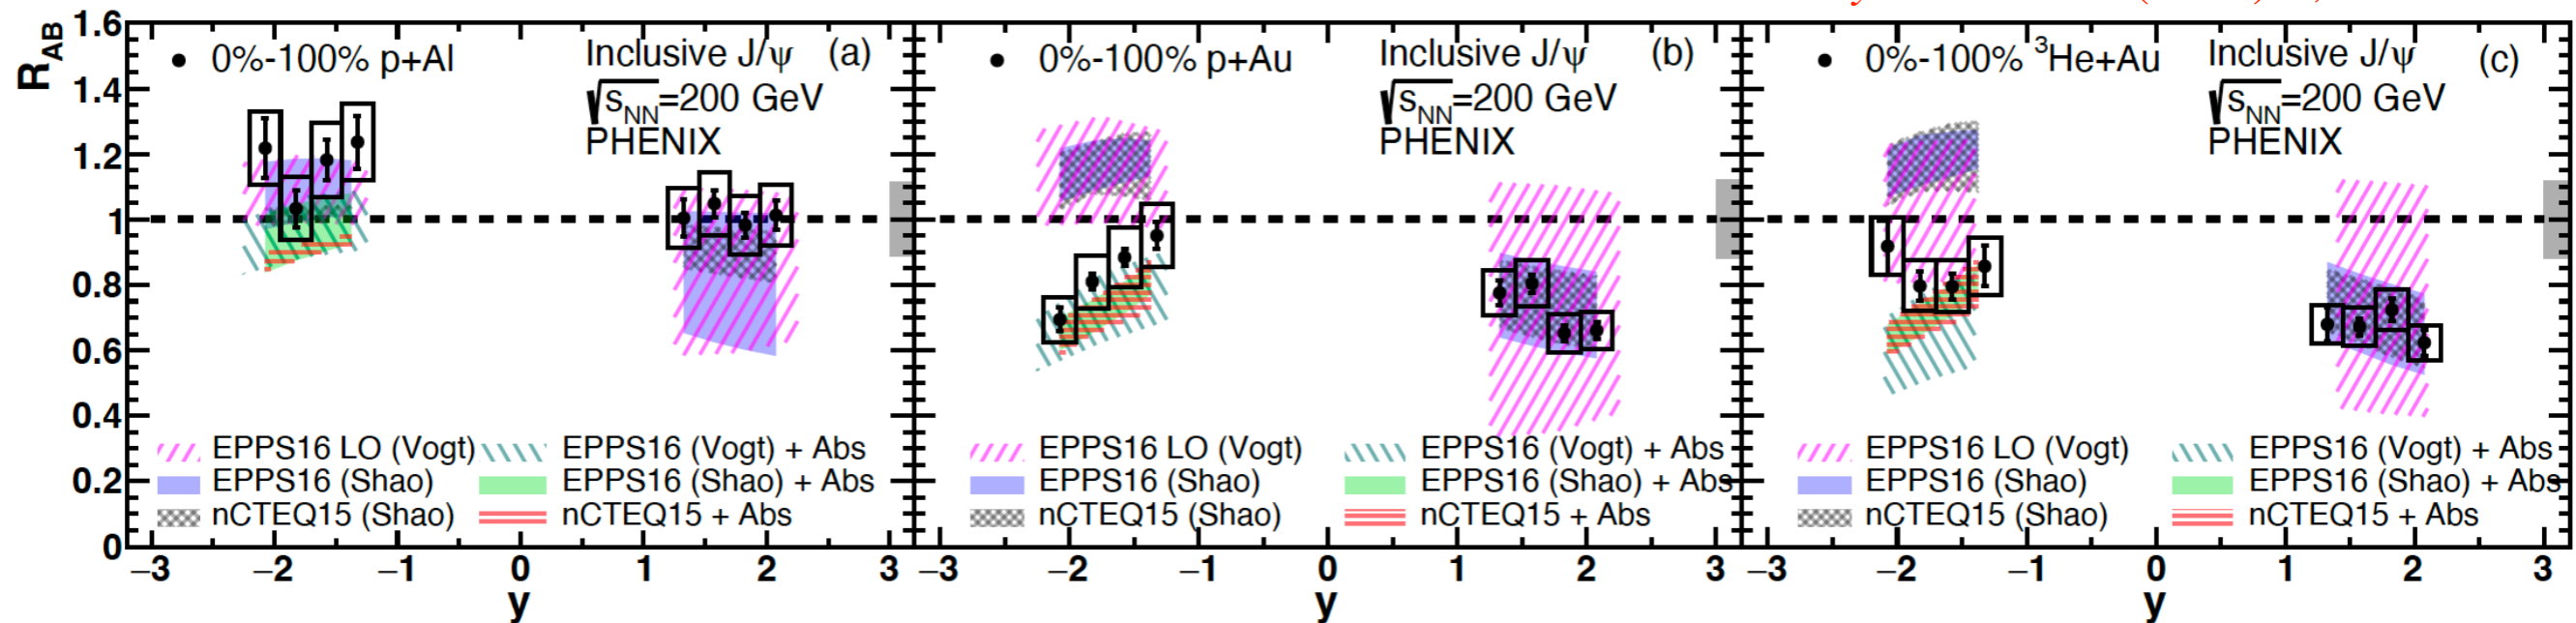 R_AB
1.6
1.4
1.2
1
0.8
0.6
0.4
0.2
0
0%-100% p+Al
Inclusive J/ψ (a)
√s_NN=200 GeV
PHENIX
EPPS16 LO (Vogt) EPPS16 (Vogt) + Abs
EPPS16 (Shao) EPPS16 (Shao) + Abs
nCTEQ15 (Shao) nCTEQ15 + Abs
−3 −2 −1 0 1 2 3
y
0%-100% p+Au
Inclusive J/ψ (b)
√s_NN=200 GeV
PHENIX
EPPS16 LO (Vogt) EPPS16 (Vogt) + Abs
EPPS16 (Shao) EPPS16 (Shao) + Abs
nCTEQ15 (Shao) nCTEQ15 + Abs
−3 −2 −1 0 1 2 3
y
0%-100% ³He+Au
Inclusive J/ψ (c)
√s_NN=200 GeV
PHENIX
EPPS16 LO (Vogt) EPPS16 (Vogt) + Abs
EPPS16 (Shao) EPPS16 (Shao) + Abs
nCTEQ15 (Shao) nCTEQ15 + Abs
−3 −2 −1 0 1 2 3
y